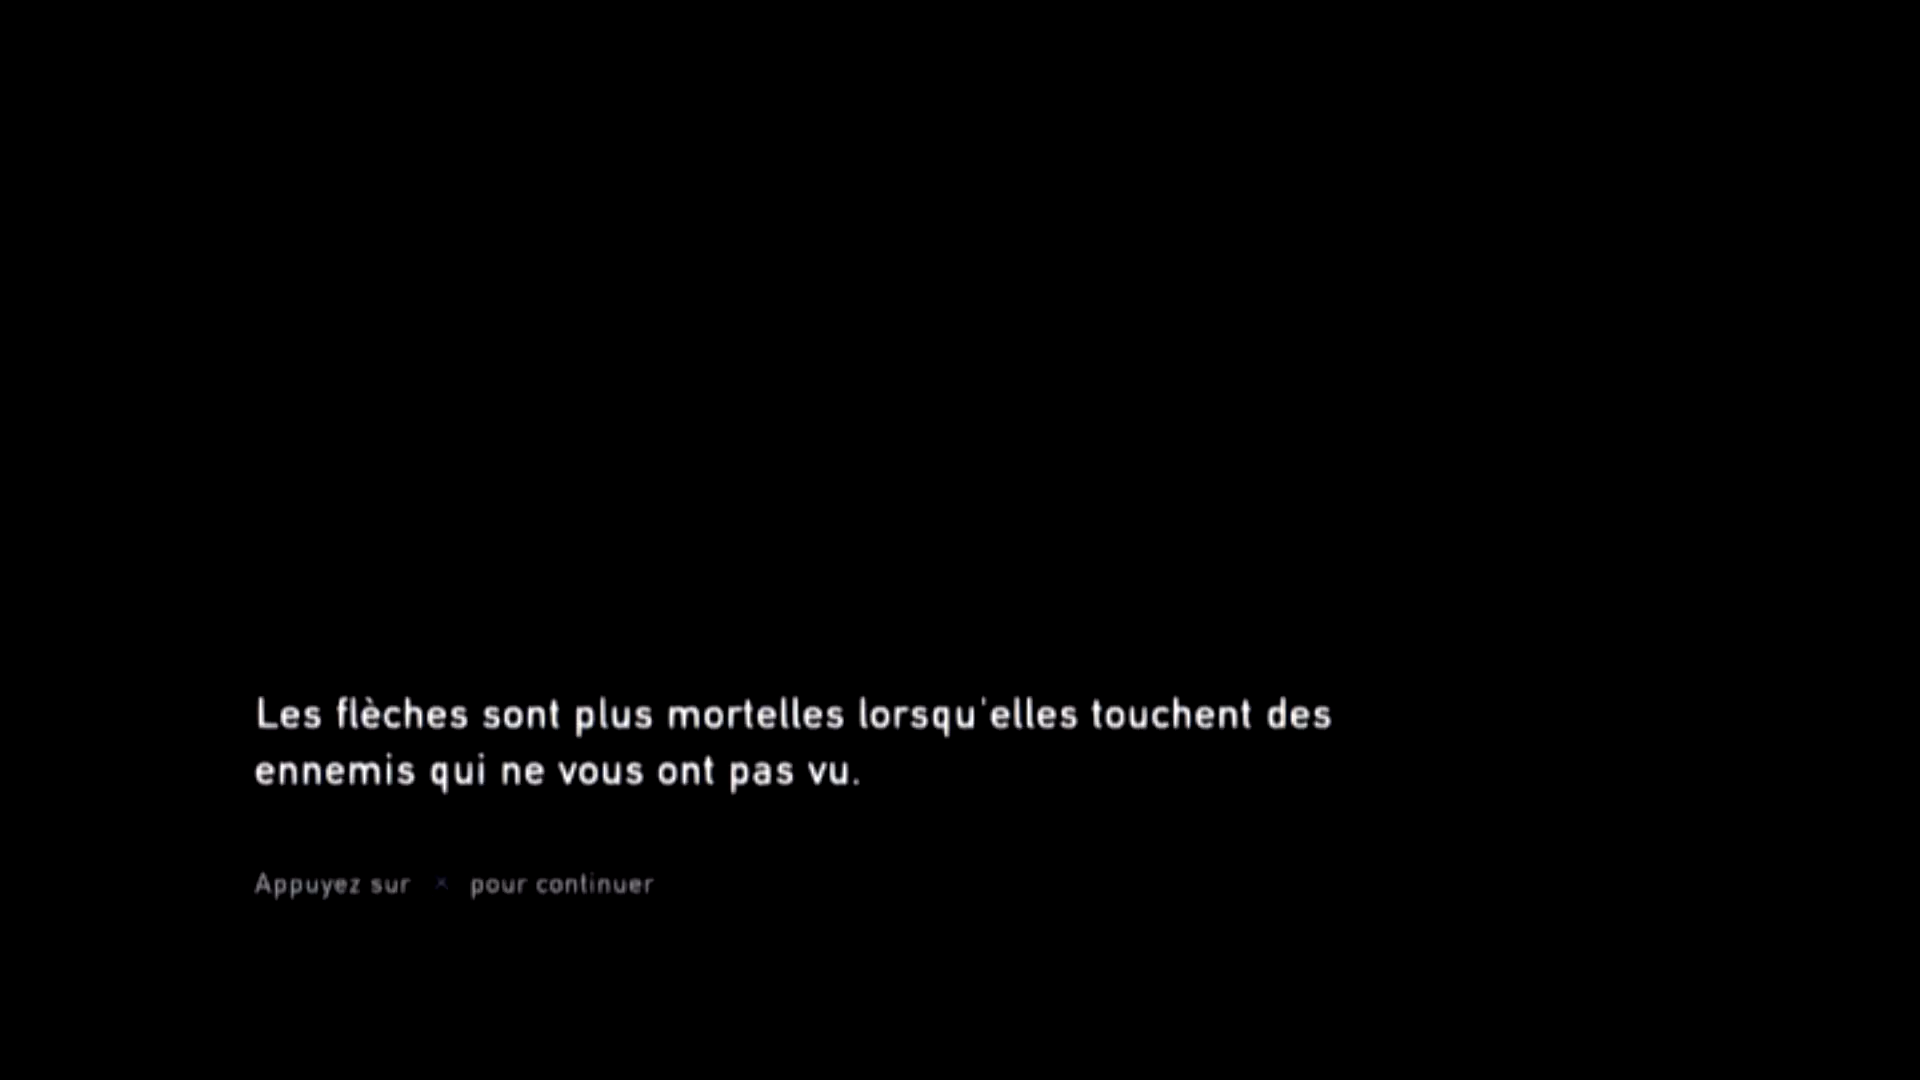 Les flèches sont plus mortelles lorsqu'elles touchent des
ennemis qui ne vous ont pas vu.
Appuyez sur × pour continuer